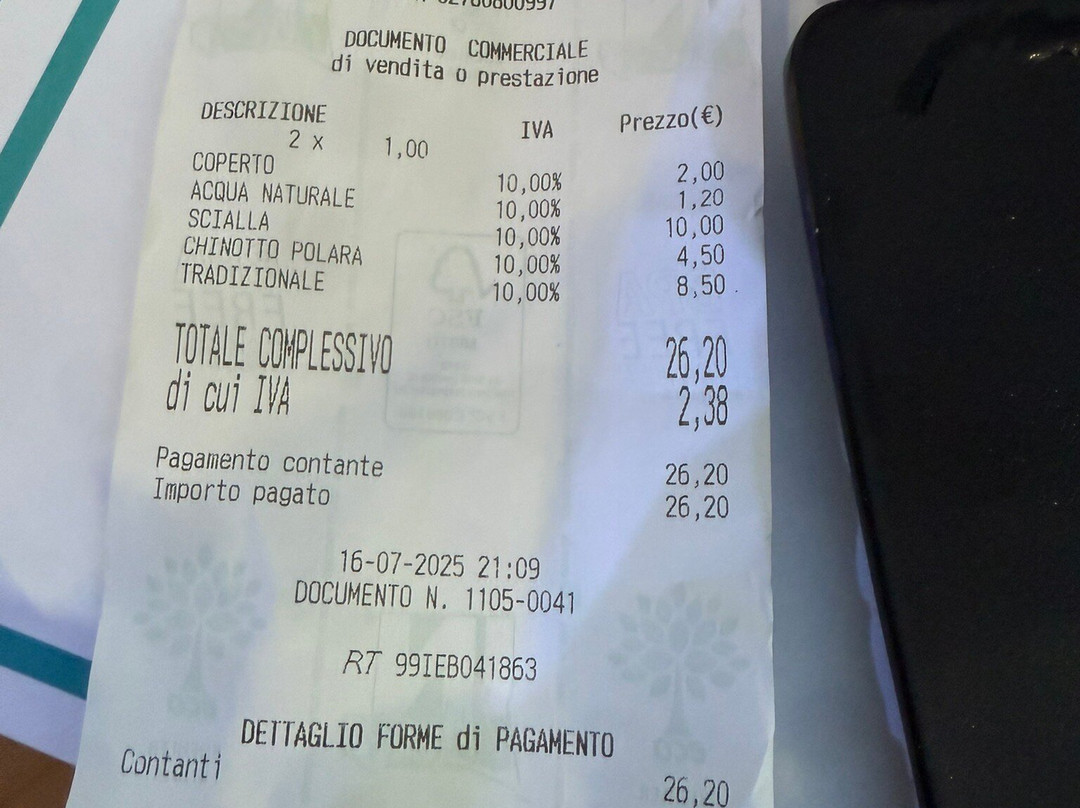 DOCUMENTO COMMERCIALE
di vendita o prestazione
DESCRIZIONE IVA Prezzo(€)
2 x 1,00
COPERTO 10,00% 2,00
ACQUA NATURALE 10,00% 1,20
SCIALLA 10,00% 10,00
CHINOTTO POLARA 10,00% 4,50
TRADIZIONALE 10,00% 8,50
TOTALE COMPLESSIVO 26,20
di cui IVA 2,38
Pagamento contante 26,20
Importo pagato 26,20
16-07-2025 21:09
DOCUMENTO N. 1105-0041
RT 99IEB041863
DETTAGLIO FORME di PAGAMENTO
Contanti 26,20